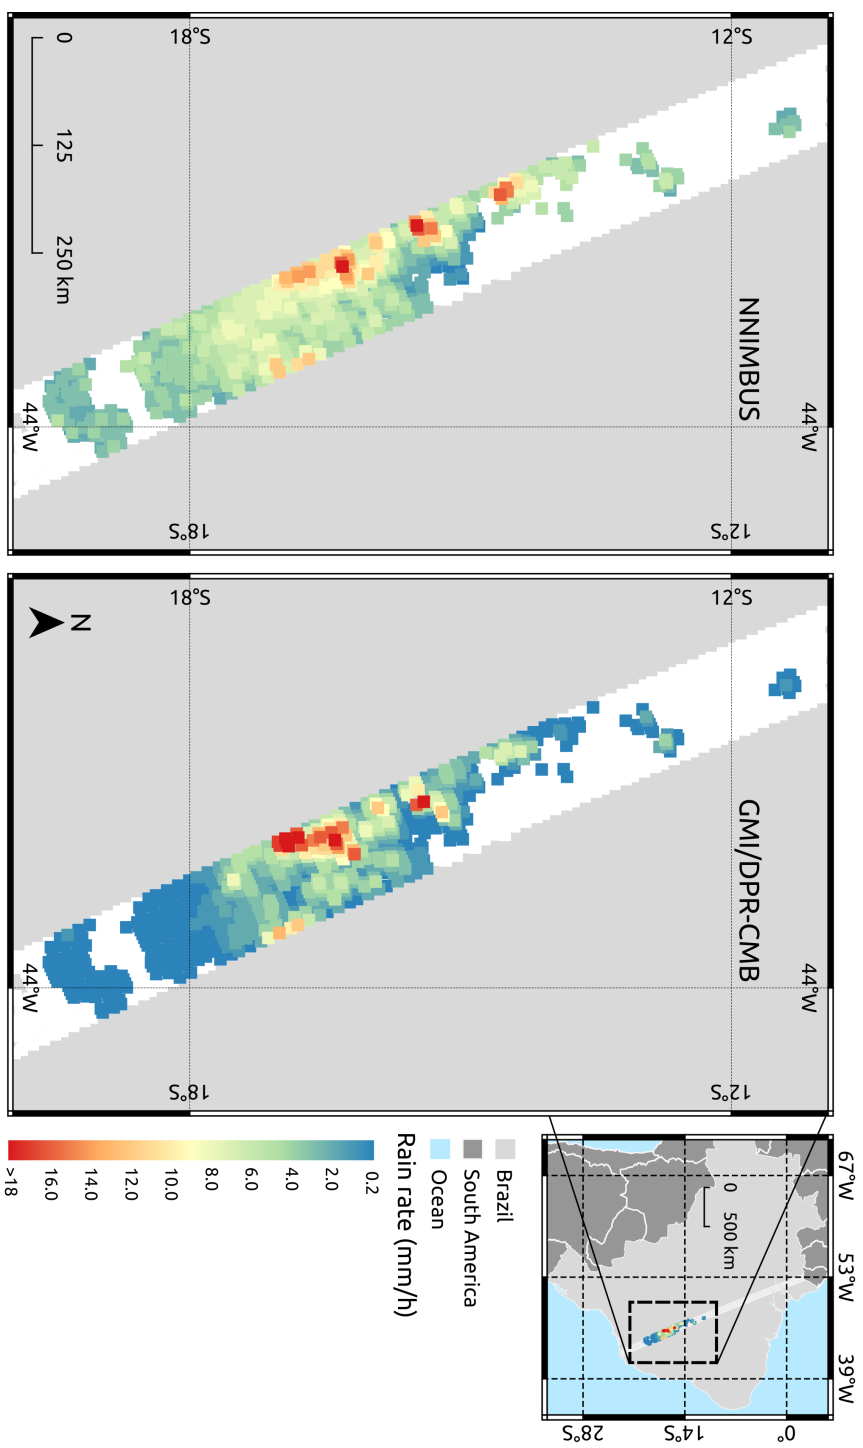 44°W
12°S
12°S
NNIMBUS
18°S
18°S
0 125 250 km
44°W
44°W
12°S
12°S
GMI/DPR-CMB
18°S
18°S
N
44°W
67°W 53°W 39°W
0°
14°S
28°S
0 500 km
Brazil
South America
Ocean
Rain rate (mm/h)
0.2
2.0
4.0
6.0
8.0
10.0
12.0
14.0
16.0
>18